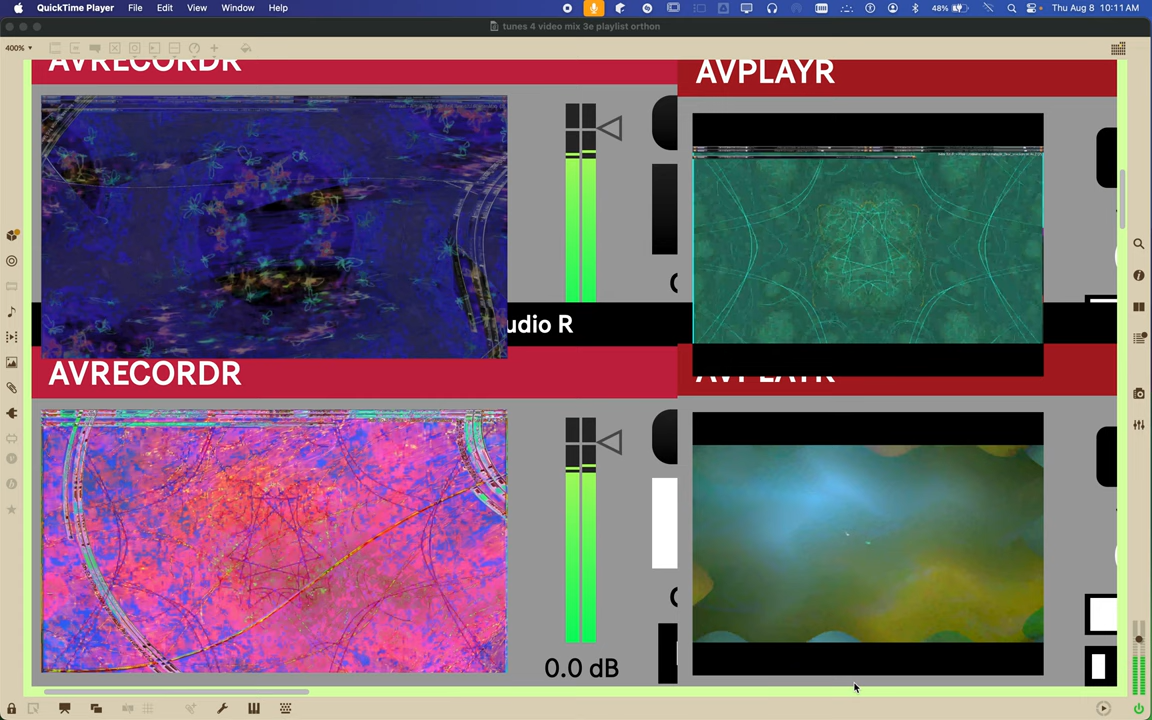 QuickTime Player File Edit View Window Help
48%
Thu Aug 8 10:11 AM
tunes 4 video mix 3e playlist orthon
400%
AVRECORDR
AVPLAYR
udio R
AVRECORDR
AVPLAYR
0.0 dB